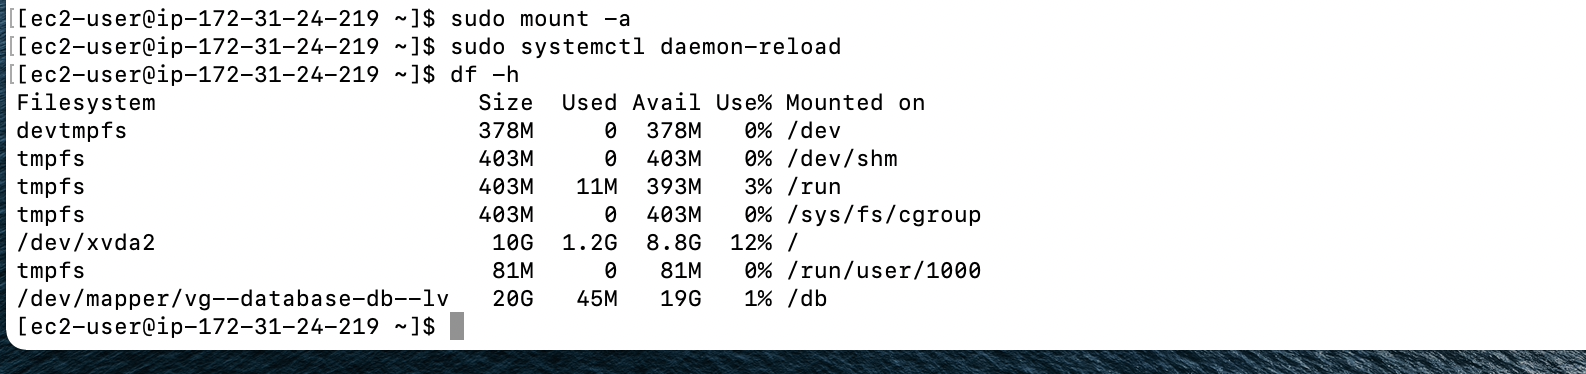 [[ec2-user@ip-172-31-24-219 ~]$ sudo mount -a
[[ec2-user@ip-172-31-24-219 ~]$ sudo systemctl daemon-reload
[[ec2-user@ip-172-31-24-219 ~]$ df -h
Filesystem                        Size  Used Avail Use% Mounted on
devtmpfs                          378M     0  378M   0% /dev
tmpfs                             403M     0  403M   0% /dev/shm
tmpfs                             403M   11M  393M   3% /run
tmpfs                             403M     0  403M   0% /sys/fs/cgroup
/dev/xvda2                         10G  1.2G  8.8G  12% /
tmpfs                              81M     0   81M   0% /run/user/1000
/dev/mapper/vg--database-db--lv   20G   45M   19G   1% /db
[ec2-user@ip-172-31-24-219 ~]$